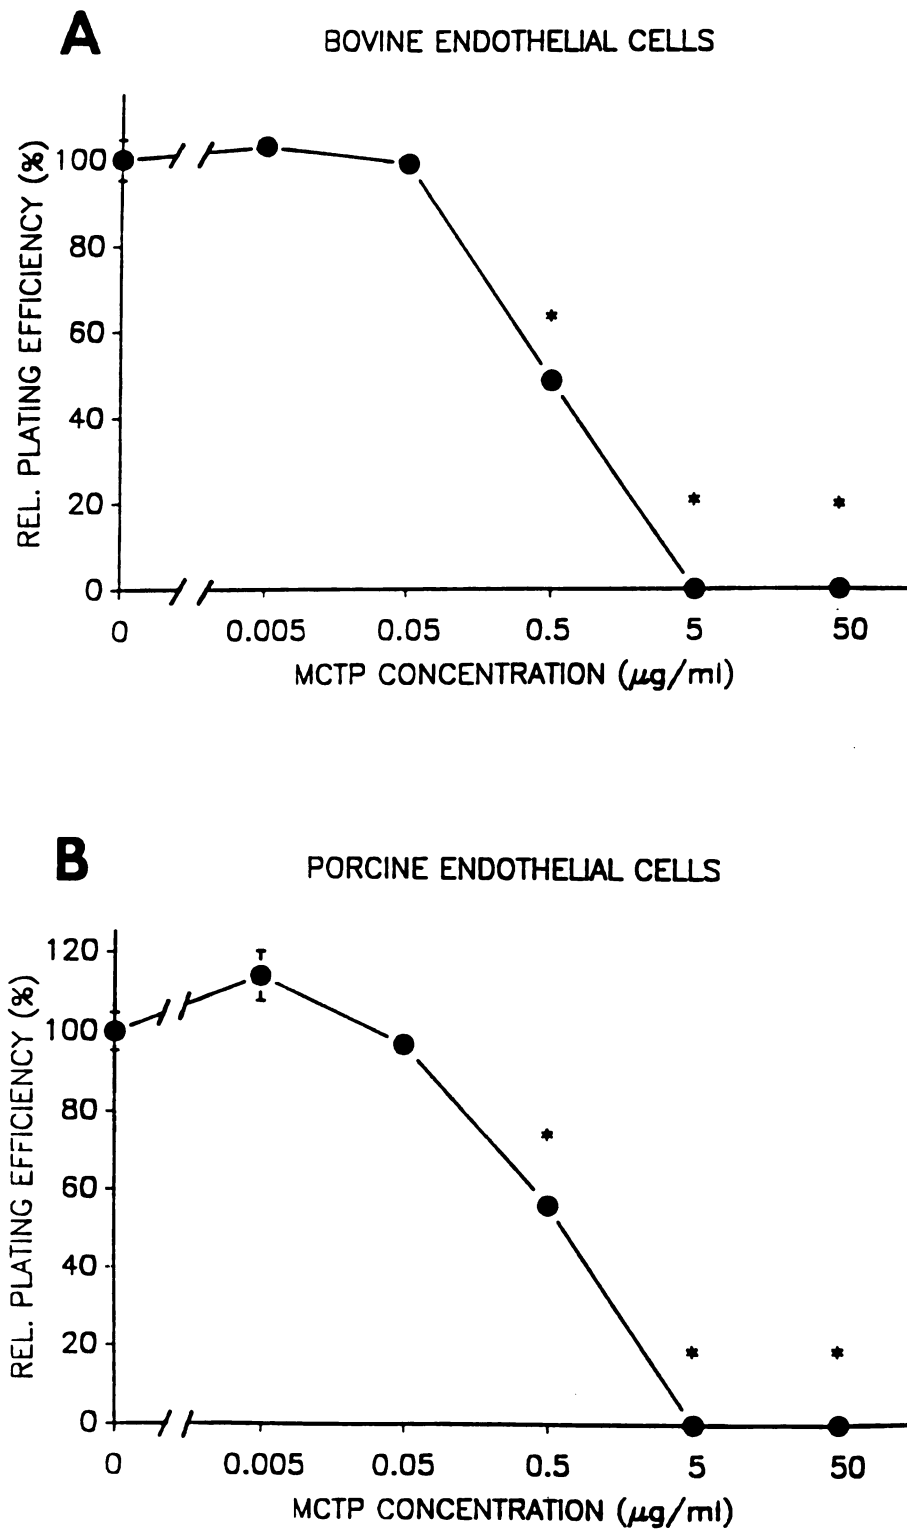 A
BOVINE ENDOTHELIAL CELLS
REL. PLATING EFFICIENCY (%)
100
80
60
40
20
0
*
*
*
0 0.005 0.05 0.5 5 50
MCTP CONCENTRATION (μg/ml)
B
PORCINE ENDOTHELIAL CELLS
REL. PLATING EFFICIENCY (%)
120
100
80
60
40
20
0
*
*
*
0 0.005 0.05 0.5 5 50
MCTP CONCENTRATION (μg/ml)